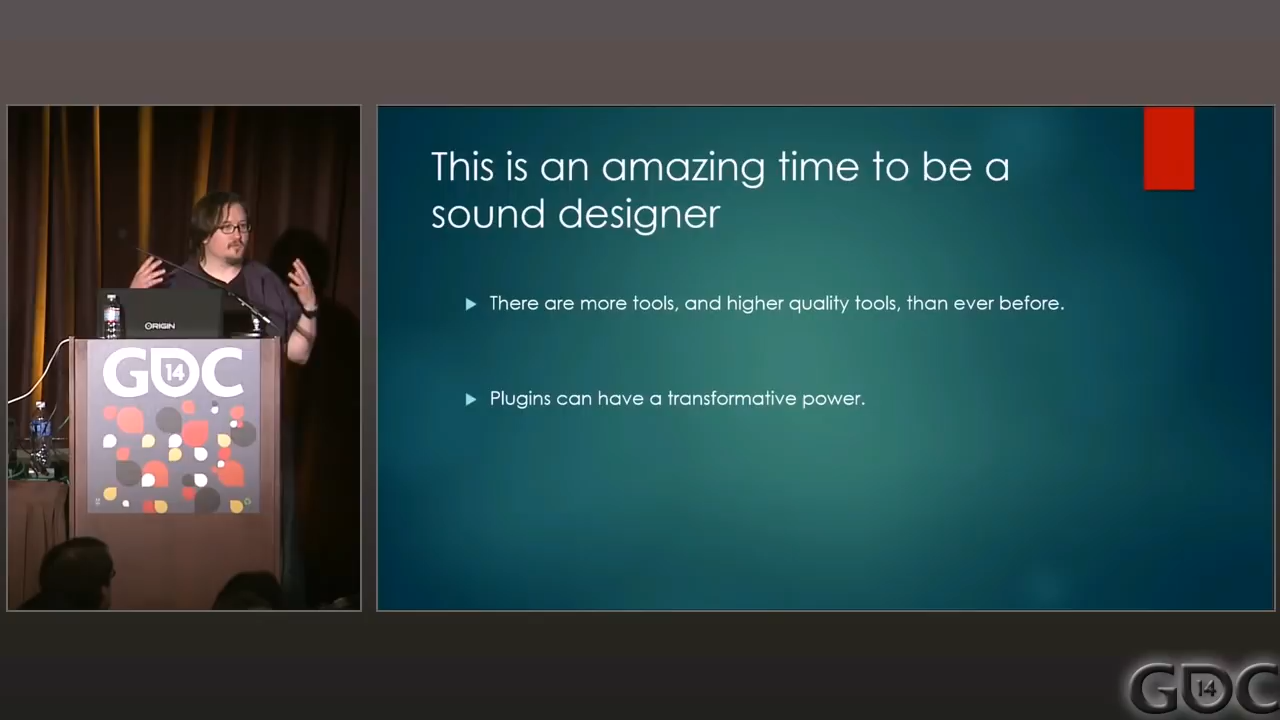 This is an amazing time to be a
sound designer
There are more tools, and higher quality tools, than ever before.
Plugins can have a transformative power.
ORIGIN
GDC
14
GDC
14